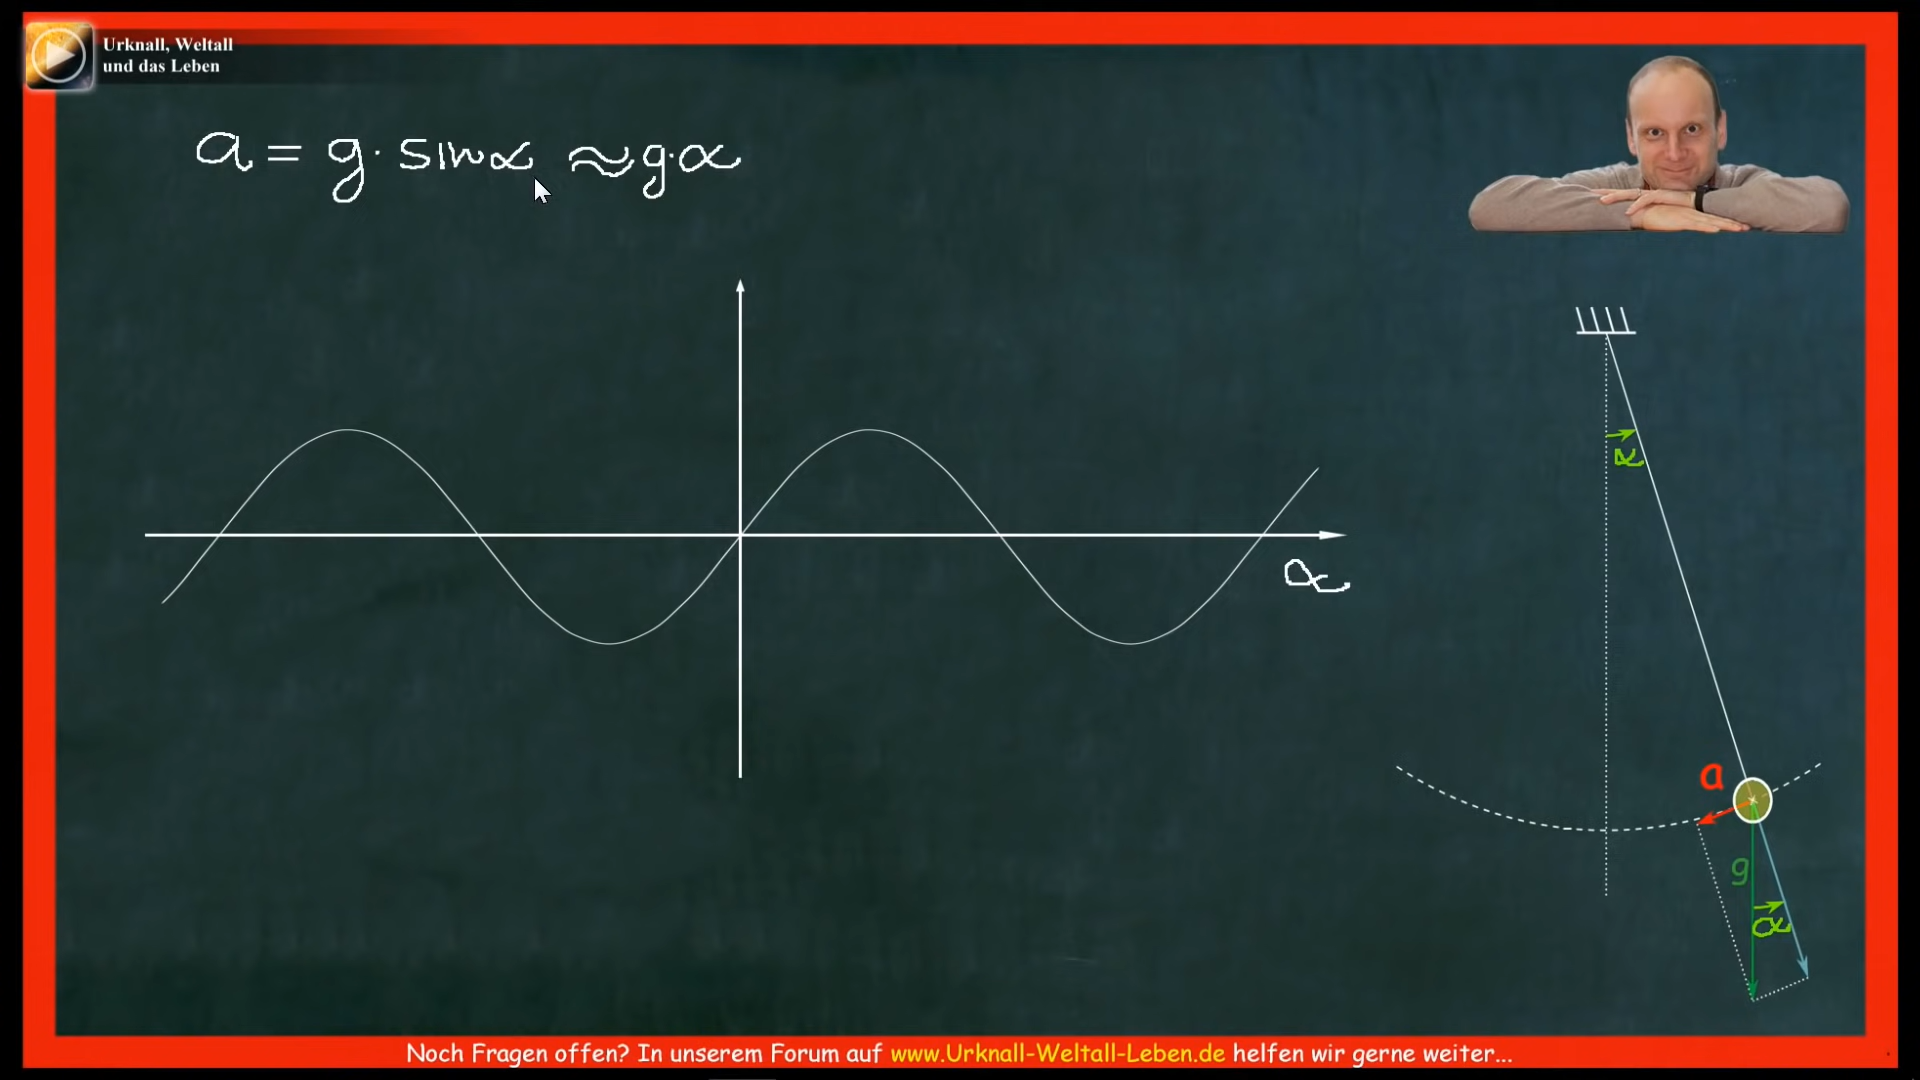 Urknall, Weltall
und das Leben
a = g · sin α ≈ g · α
α
α
a
g
α
Noch Fragen offen? In unserem Forum auf www.Urknall-Weltall-Leben.de helfen wir gerne weiter...